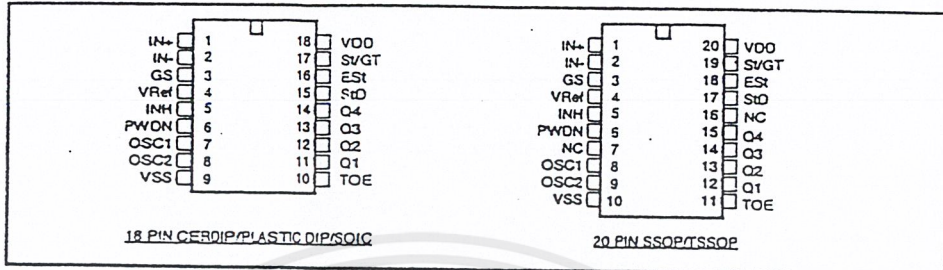 IN+ 1 18 VDD
IN- 2 17 St/GT
GS 3 16 ESt
VRef 4 15 StD
INH 5 14 Q4
PWDN 6 13 Q3
OSC1 7 12 Q2
OSC2 8 11 Q1
VSS 9 10 TOE
18 PIN CERDIP/PLASTIC DIP/SOIC
IN+ 1 20 VDD
IN- 2 19 St/GT
GS 3 18 ESt
VRef 4 17 StD
INH 5 16 NC
PWDN 6 15 Q4
NC 7 14 Q3
OSC1 8 13 Q2
OSC2 9 12 Q1
VSS 10 11 TOE
20 PIN SSOP/TSSOP